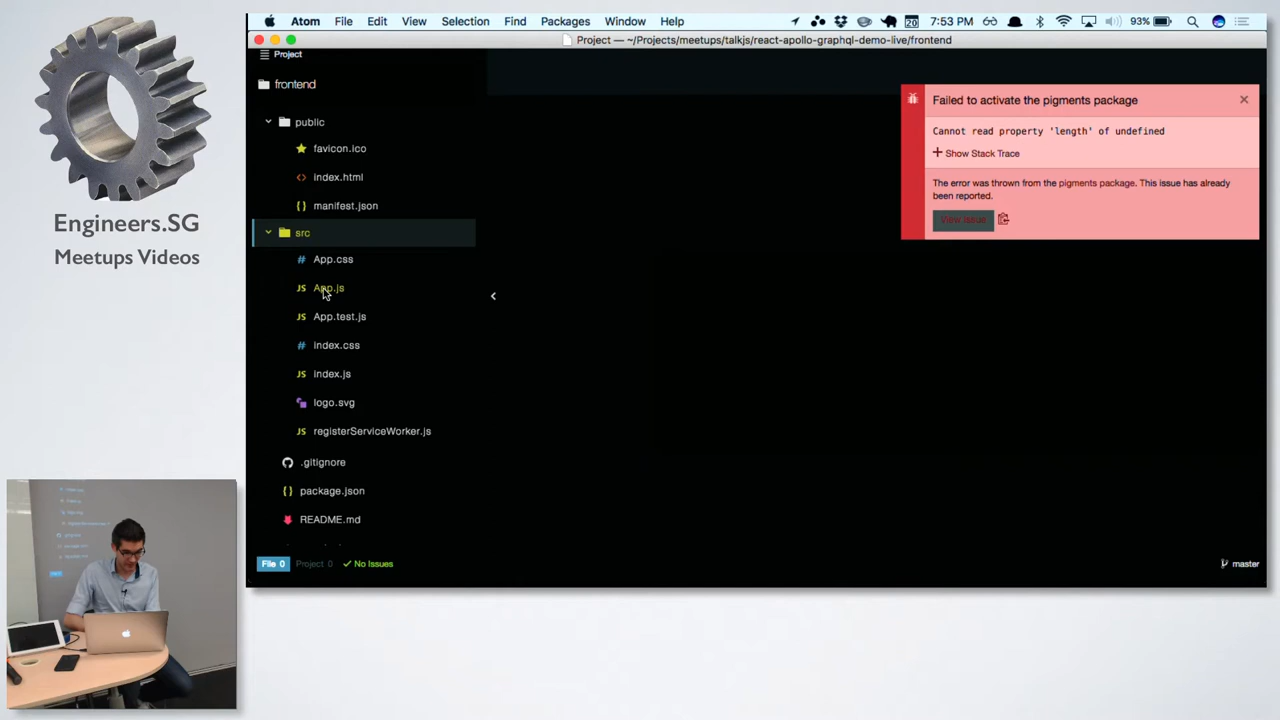 Atom File Edit View Selection Find Packages Window Help
20 7:53 PM 93%
Project — ~/Projects/meetups/talkjs/react-apollo-graphql-demo-live/frontend
Project
frontend
public
favicon.ico
index.html
manifest.json
src
App.css
App.js
App.test.js
index.css
index.js
logo.svg
registerServiceWorker.js
.gitignore
package.json
README.md
File 0 Project 0 No Issues
master
Failed to activate the pigments package
Cannot read property 'length' of undefined
Show Stack Trace
The error was thrown from the pigments package. This issue has already
been reported.
View Issue
Engineers.SG
Meetups Videos